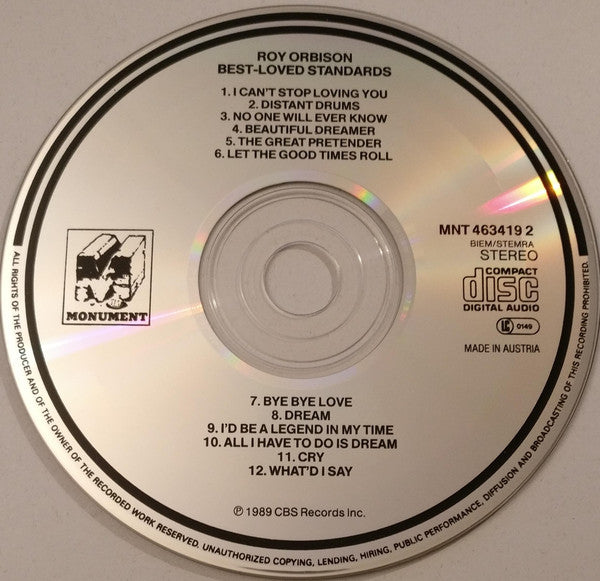 ROY ORBISON
BEST-LOVED STANDARDS
1. I CAN'T STOP LOVING YOU
2. DISTANT DRUMS
3. NO ONE WILL EVER KNOW
4. BEAUTIFUL DREAMER
5. THE GREAT PRETENDER
6. LET THE GOOD TIMES ROLL
MONUMENT
MNT 463419 2
BIEM/STEMRA
STEREO
COMPACT
disc
DIGITAL AUDIO
LC 0149
MADE IN AUSTRIA
7. BYE BYE LOVE
8. DREAM
9. I'D BE A LEGEND IN MY TIME
10. ALL I HAVE TO DO IS DREAM
11. CRY
12. WHAT'D I SAY
℗ 1989 CBS Records Inc.
ALL RIGHTS OF THE PRODUCER AND OF THE OWNER OF THE RECORDED WORK RESERVED. UNAUTHORIZED COPYING, LENDING, HIRING, PUBLIC PERFORMANCE, DIFFUSION AND BROADCASTING OF THIS RECORDING PROHIBITED.